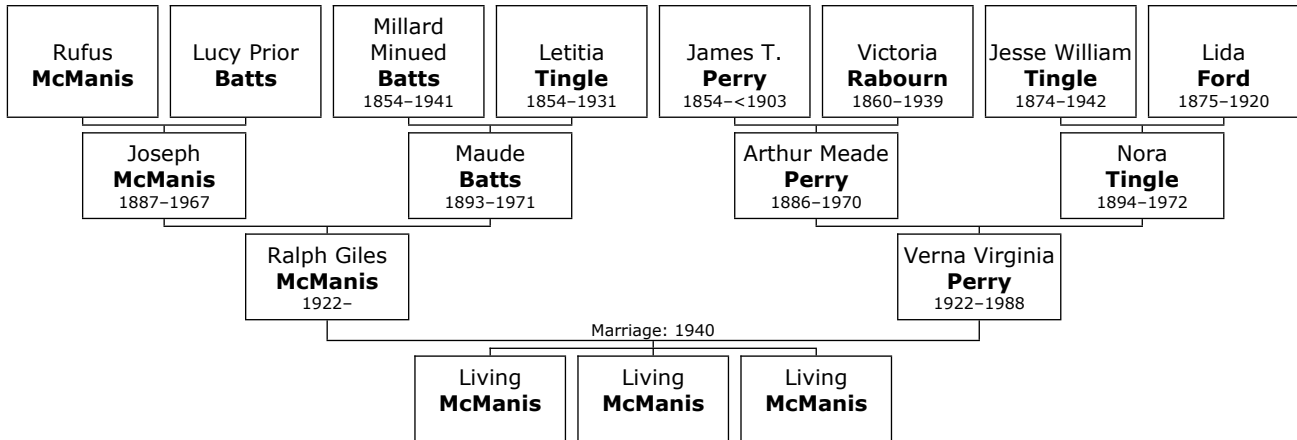 Rufus
McManis
Lucy Prior
Batts
Millard
Minued
Batts
1854–1941
Letitia
Tingle
1854–1931
James T.
Perry
1854–<1903
Victoria
Rabourn
1860–1939
Jesse William
Tingle
1874–1942
Lida
Ford
1875–1920
Joseph
McManis
1887–1967
Maude
Batts
1893–1971
Arthur Meade
Perry
1886–1970
Nora
Tingle
1894–1972
Ralph Giles
McManis
1922–
Verna Virginia
Perry
1922–1988
Marriage: 1940
Living
McManis
Living
McManis
Living
McManis